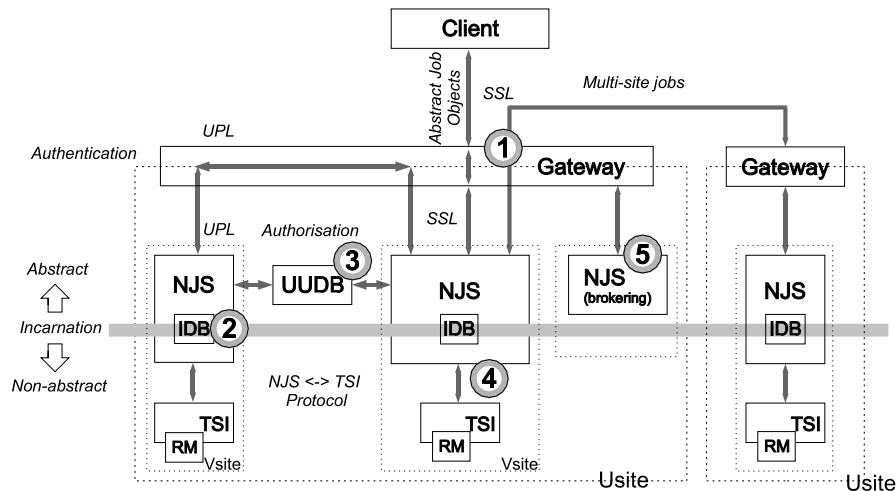 Client
Abstract Job
Objects
SSL
Multi-site jobs
UPL
1
Authentication
Gateway
Gateway
UPL
Authorisation
SSL
3
5
Abstract
NJS
UUDB
NJS
NJS
(brokering)
NJS
Incarnation
IDB
2
IDB
IDB
Non-abstract
NJS <-> TSI
Protocol
4
TSI
RM
Vsite
TSI
RM
Vsite
TSI
RM
Usite
Usite